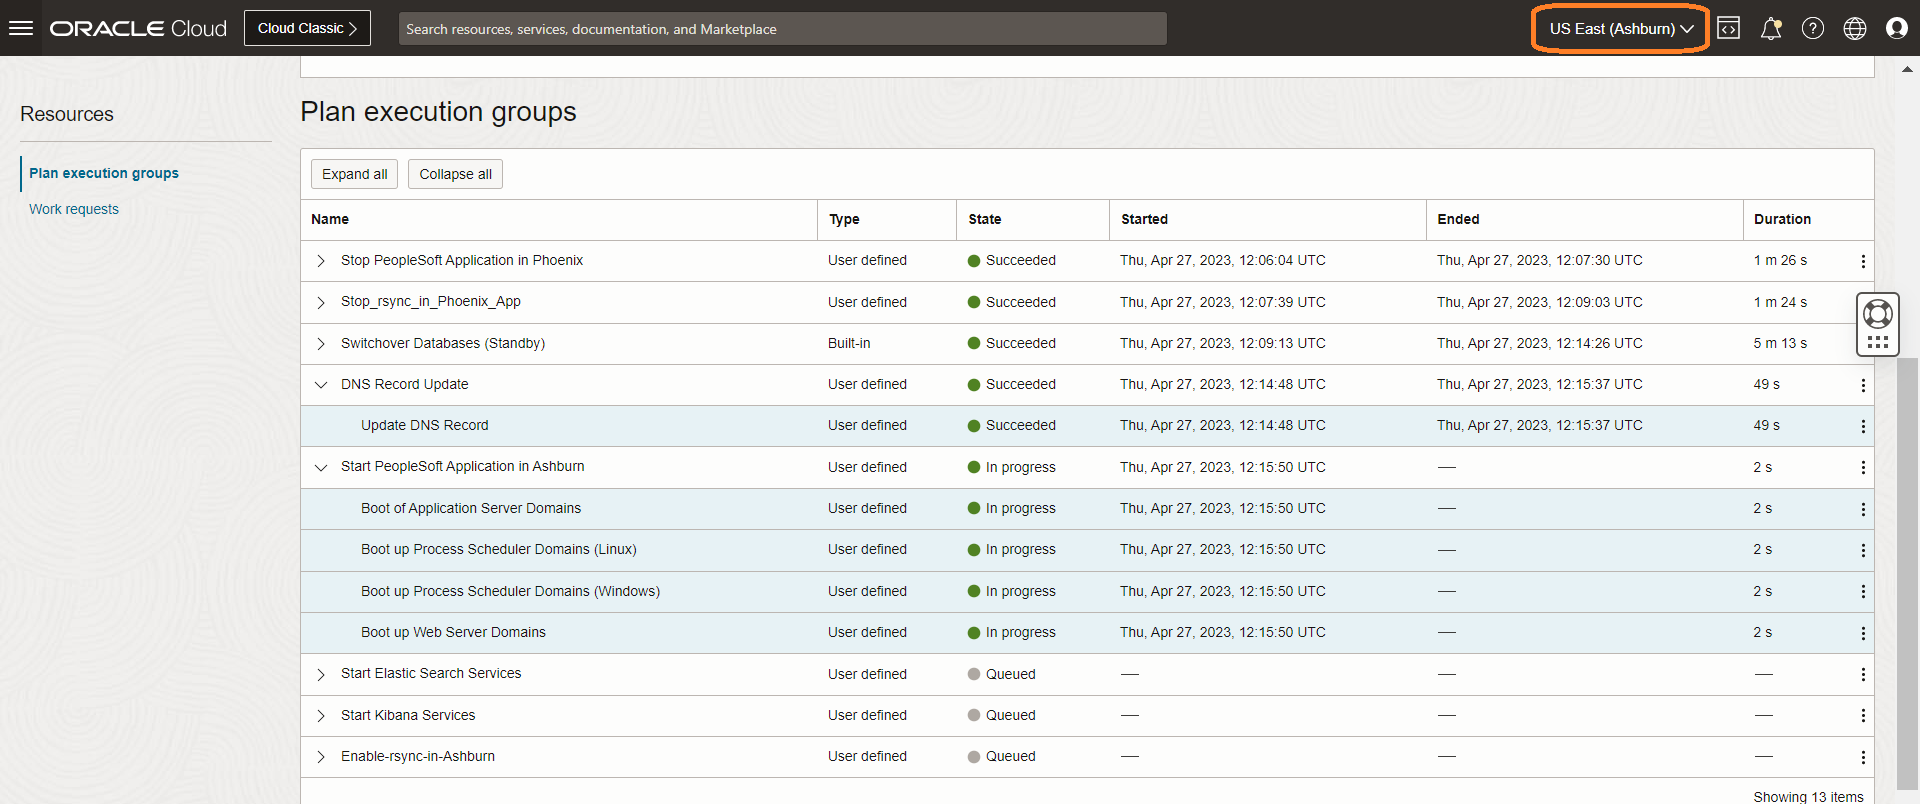 ORACLE Cloud
Cloud Classic
Search resources, services, documentation, and Marketplace
US East (Ashburn)
Resources
Plan execution groups
Work requests
Plan execution groups
Expand all Collapse all
Name Type State Started Ended Duration
Stop PeopleSoft Application in Phoenix User defined Succeeded Thu, Apr 27, 2023, 12:06:04 UTC Thu, Apr 27, 2023, 12:07:30 UTC 1 m 26 s
Stop_rsync_in_Phoenix_App User defined Succeeded Thu, Apr 27, 2023, 12:07:39 UTC Thu, Apr 27, 2023, 12:09:03 UTC 1 m 24 s
Switchover Databases (Standby) Built-in Succeeded Thu, Apr 27, 2023, 12:09:13 UTC Thu, Apr 27, 2023, 12:14:26 UTC 5 m 13 s
DNS Record Update User defined Succeeded Thu, Apr 27, 2023, 12:14:48 UTC Thu, Apr 27, 2023, 12:15:37 UTC 49 s
Update DNS Record User defined Succeeded Thu, Apr 27, 2023, 12:14:48 UTC Thu, Apr 27, 2023, 12:15:37 UTC 49 s
Start PeopleSoft Application in Ashburn User defined In progress Thu, Apr 27, 2023, 12:15:50 UTC — 2 s
Boot of Application Server Domains User defined In progress Thu, Apr 27, 2023, 12:15:50 UTC — 2 s
Boot up Process Scheduler Domains (Linux) User defined In progress Thu, Apr 27, 2023, 12:15:50 UTC — 2 s
Boot up Process Scheduler Domains (Windows) User defined In progress Thu, Apr 27, 2023, 12:15:50 UTC — 2 s
Boot up Web Server Domains User defined In progress Thu, Apr 27, 2023, 12:15:50 UTC — 2 s
Start Elastic Search Services User defined Queued — — —
Start Kibana Services User defined Queued — — —
Enable-rsync-in-Ashburn User defined Queued — — —
Showing 13 items